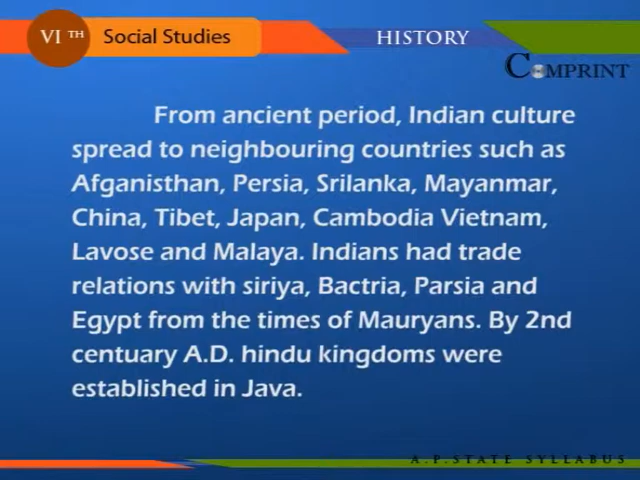 VI TH Social Studies
HISTORY
COMPRINT
From ancient period, Indian culture
spread to neighbouring countries such as
Afganisthan, Persia, Srilanka, Mayanmar,
China, Tibet, Japan, Cambodia Vietnam,
Lavose and Malaya. Indians had trade
relations with siriya, Bactria, Parsia and
Egypt from the times of Mauryans. By 2nd
centuary A.D. hindu kingdoms were
established in Java.
A.P.STATE SYLLABUS